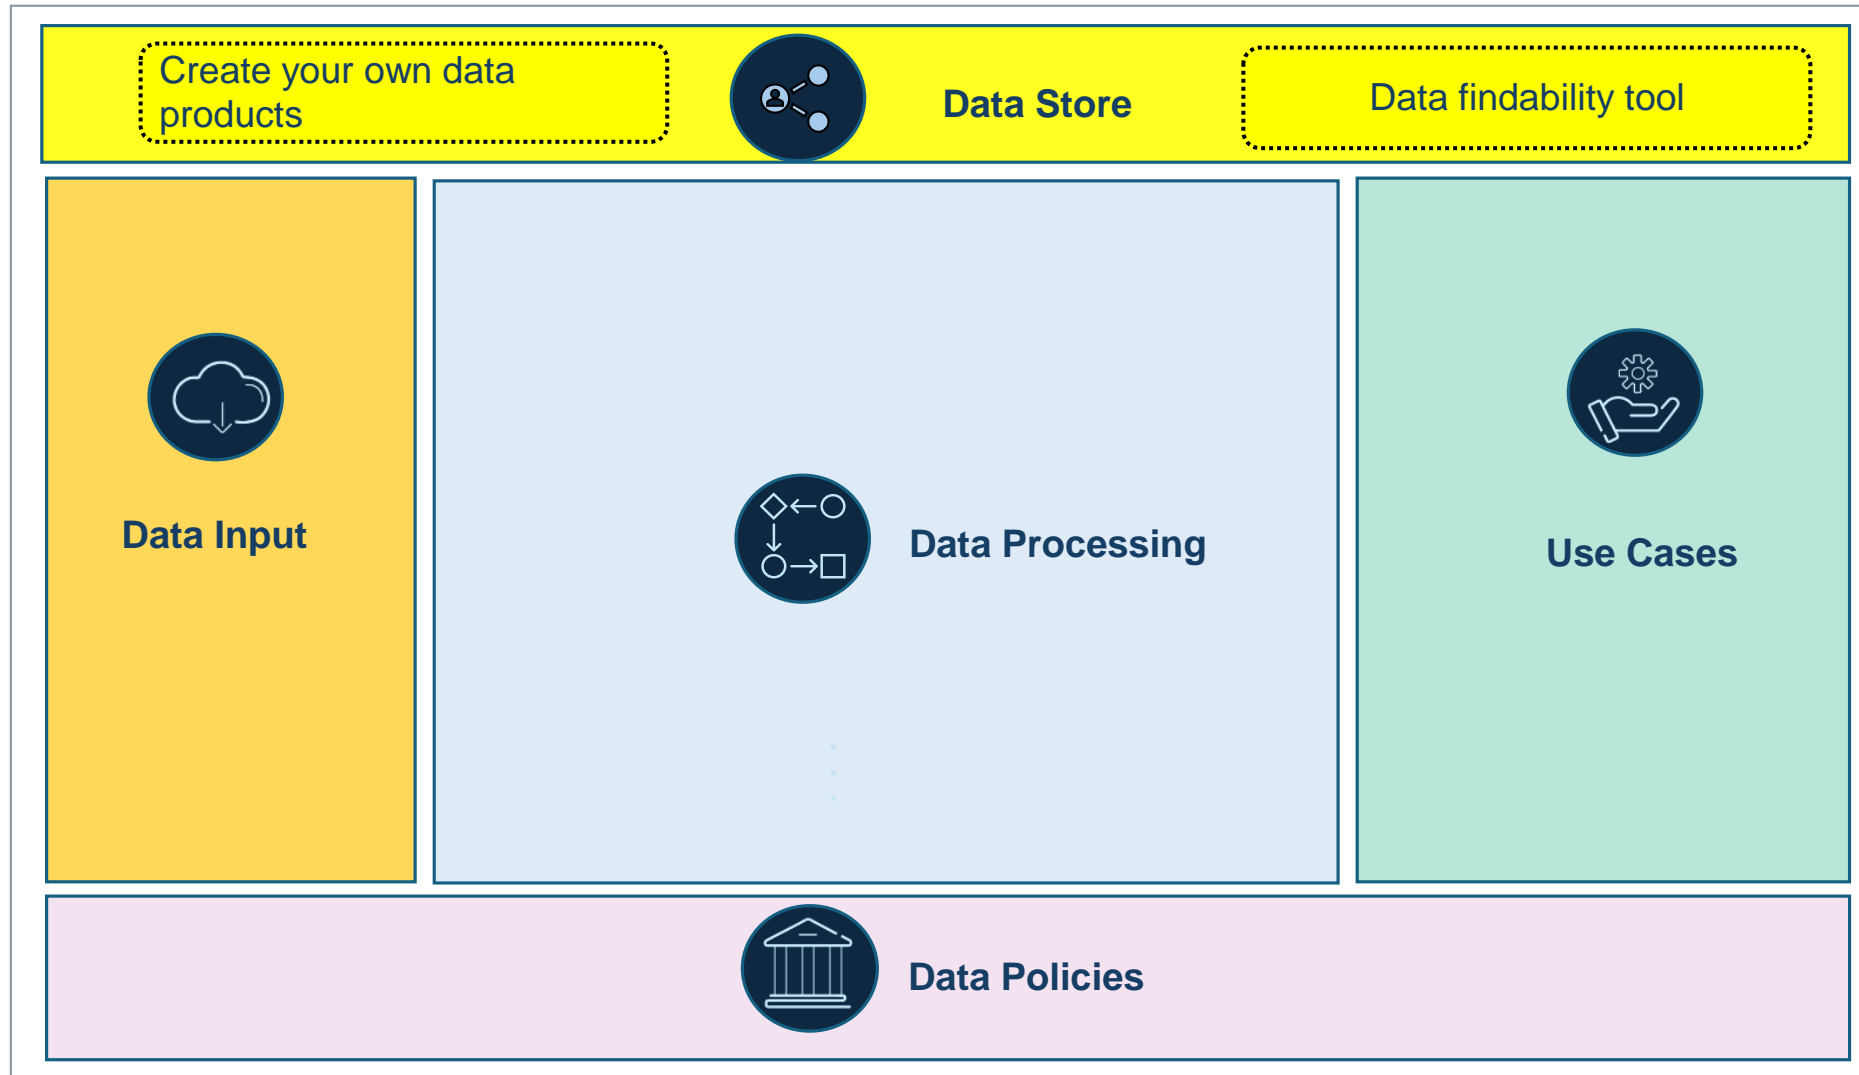 Create your own data
products
Data Store
Data findability tool
Data Input
Data Processing
Use Cases
Data Policies